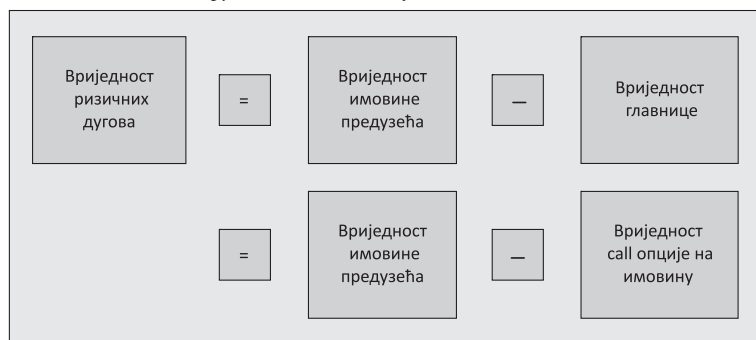 Вриједност
ризичних
дугова
=
Вриједност
имовине
предузећа
—
Вриједност
главнице
=
Вриједност
имовине
предузећа
—
Вриједност
call опције на
имовину